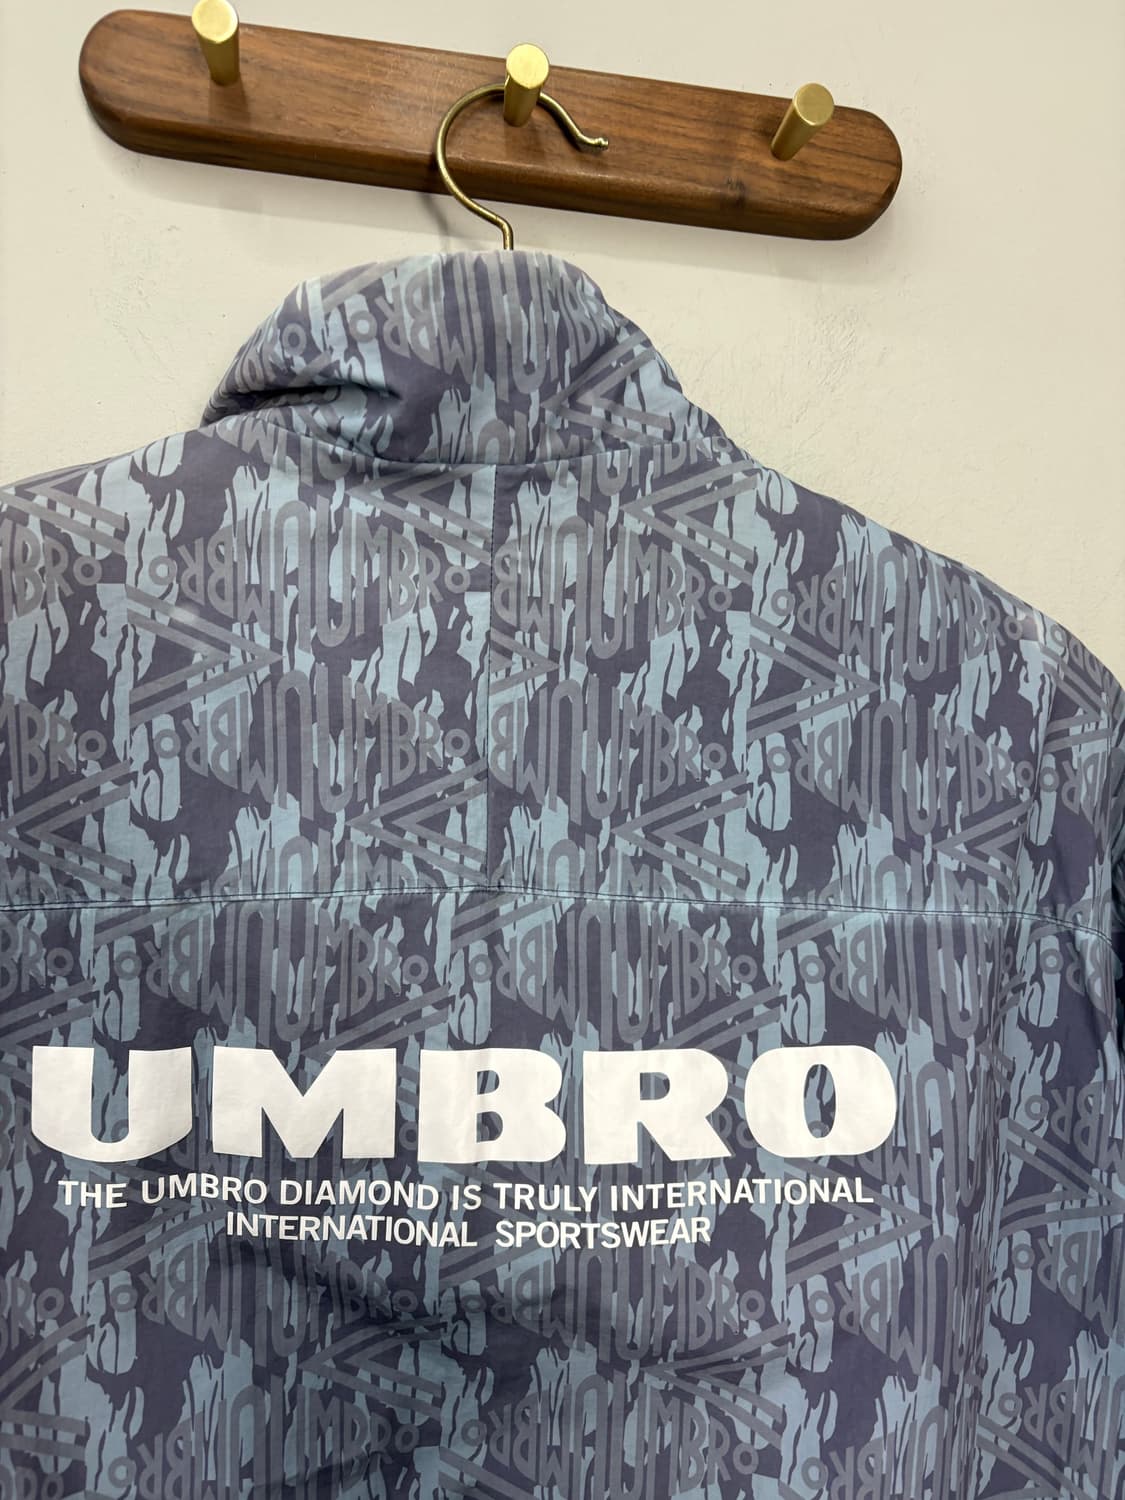 UMBRO
THE UMBRO DIAMOND IS TRULY INTERNATIONAL
INTERNATIONAL SPORTSWEAR